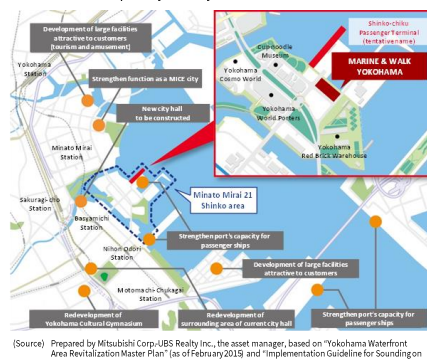 Development of large facilities
attractive to customers
(tourism and amusement)
Yokohama
Station
Strengthen function as a MICE city
New city hall
to be constructed
Minato Mirai
Station
Sakuragi-cho
Station
Basyamichi
Station
Nihon Odori
Station
Motomachi-Chukagai
Station
Minato Mirai 21
Shinko area
Strengthen port's capacity for
passenger ships
Development of large facilities
attractive to customers
Redevelopment of
Yokohama Cultural Gymnasium
Redevelopment of
surrounding area of current city hall
Strengthen port's capacity for
passenger ships
Shinko-chiku
Passenger Terminal
(tentative name)
Cup noodle
Museum
MARINE & WALK
YOKOHAMA
Yokohama
Cosmo World
Yokohama
World Porters
Yokohama
Red Brick Warehouse
(Source) Prepared by Mitsubishi Corp.-UBS Realty Inc., the asset manager, based on "Yokohama Waterfront
Area Revitalization Master Plan" (as of February 2015) and "Implementation Guideline for Sounding on